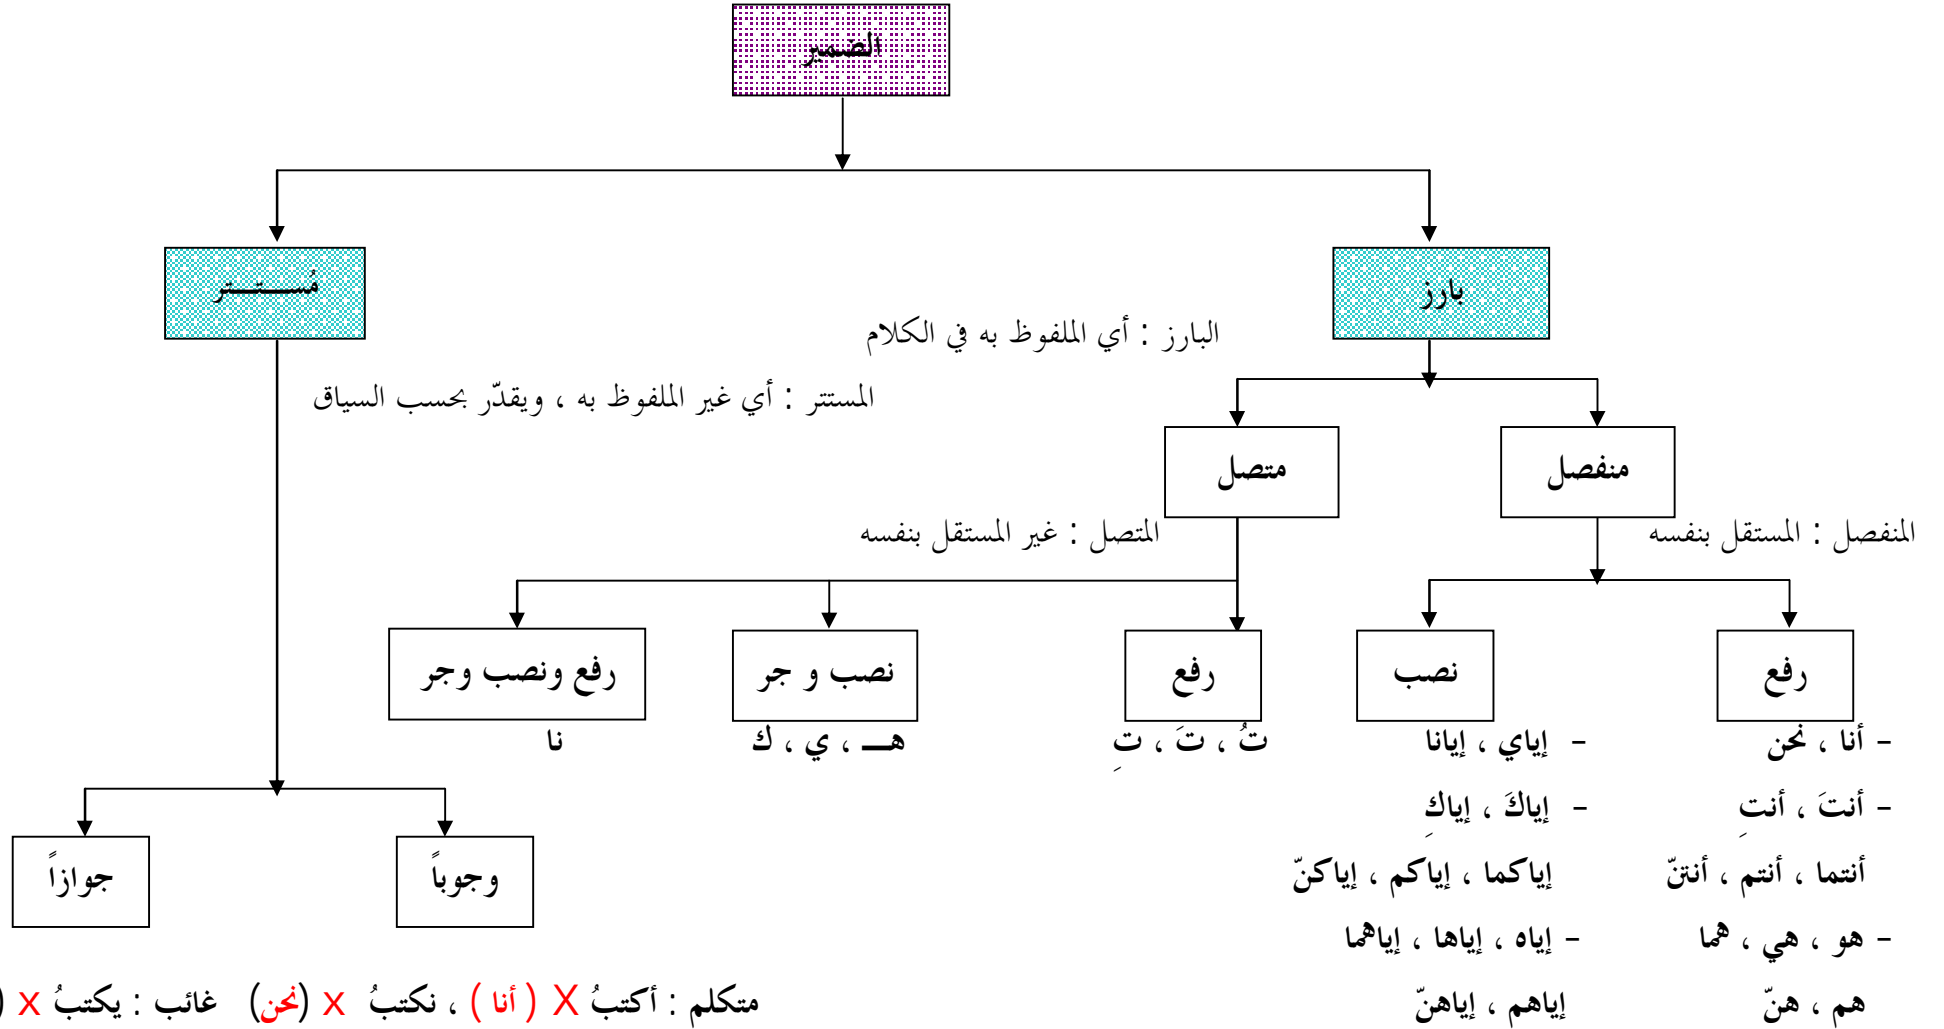 الضمير
بارز
مُســتــتر
البارز : أي الملفوظ به في الكلام
المستتر : أي غير الملفوظ به ، ويقدّر بحسب السياق
منفصل
متصل
المنفصل : المستقل بنفسه
المتصل : غير المستقل بنفسه
رفع
نصب
رفع
نصب و جر
رفع ونصب وجر
- أنا ، نحن
- أنتَ ، أنتِ
أنتما ، أنتم ، أنتنّ
- هو ، هي ، هما
هم ، هنّ
- إياي ، إيانا
- إياكَ ، إياكِ
إياكما ، إياكم ، إياكنّ
- إياه ، إياها ، إياهما
إياهم ، إياهنّ
تُ ، تَ ، تِ
هــ ، ي ، ك
نا
وجوباً
جوازاً
متكلم : أكتبُ X ( أنا ) ، نكتبُ x (نحن) غائب : يكتبُ x (